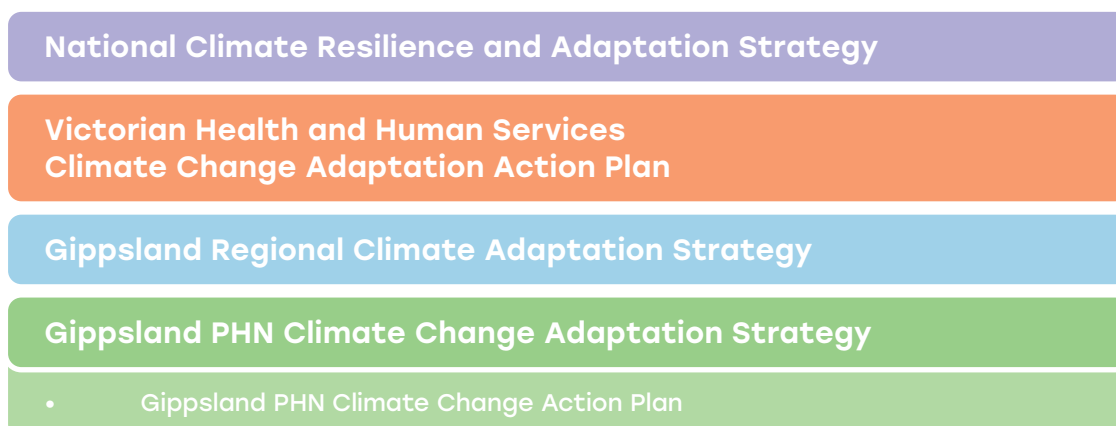 National Climate Resilience and Adaptation Strategy
Victorian Health and Human Services
Climate Change Adaptation Action Plan
Gippsland Regional Climate Adaptation Strategy
Gippsland PHN Climate Change Adaptation Strategy
• Gippsland PHN Climate Change Action Plan